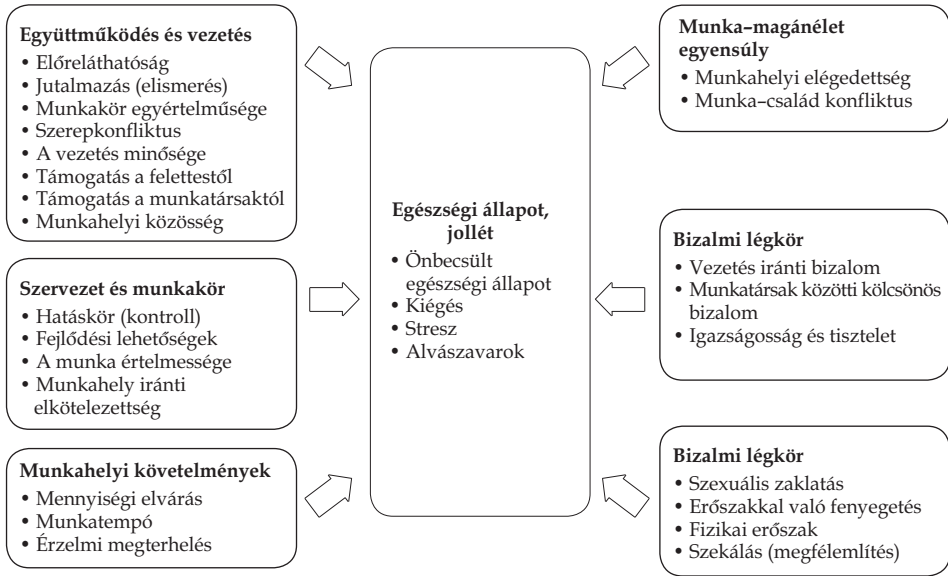 Együttműködés és vezetés
• Előreláthatóság
• Jutalmazás (elismerés)
• Munkakör egyértelműsége
• Szerepkonfliktus
• A vezetés minősége
• Támogatás a felettestől
• Támogatás a munkatársaktól
• Munkahelyi közösség
Szervezet és munkakör
• Hatáskör (kontroll)
• Fejlődési lehetőségek
• A munka értelmessége
• Munkahely iránti
elkötelezettség
Munkahelyi követelmények
• Mennyiségi elvárás
• Munkatempó
• Érzelmi megterhelés
Egészségi állapot,
jollét
• Önbecsült
egészségi állapot
• Kiégés
• Stresz
• Alvászavarok
Munka–magánélet
egyensúly
• Munkahelyi elégedettség
• Munka–család konfliktus
Bizalmi légkör
• Vezetés iránti bizalom
• Munkatársak közötti kölcsönös
bizalom
• Igazságosság és tisztelet
Bizalmi légkör
• Szexuális zaklatás
• Erőszakkal való fenyegetés
• Fizikai erőszak
• Szekálás (megfélemlítés)